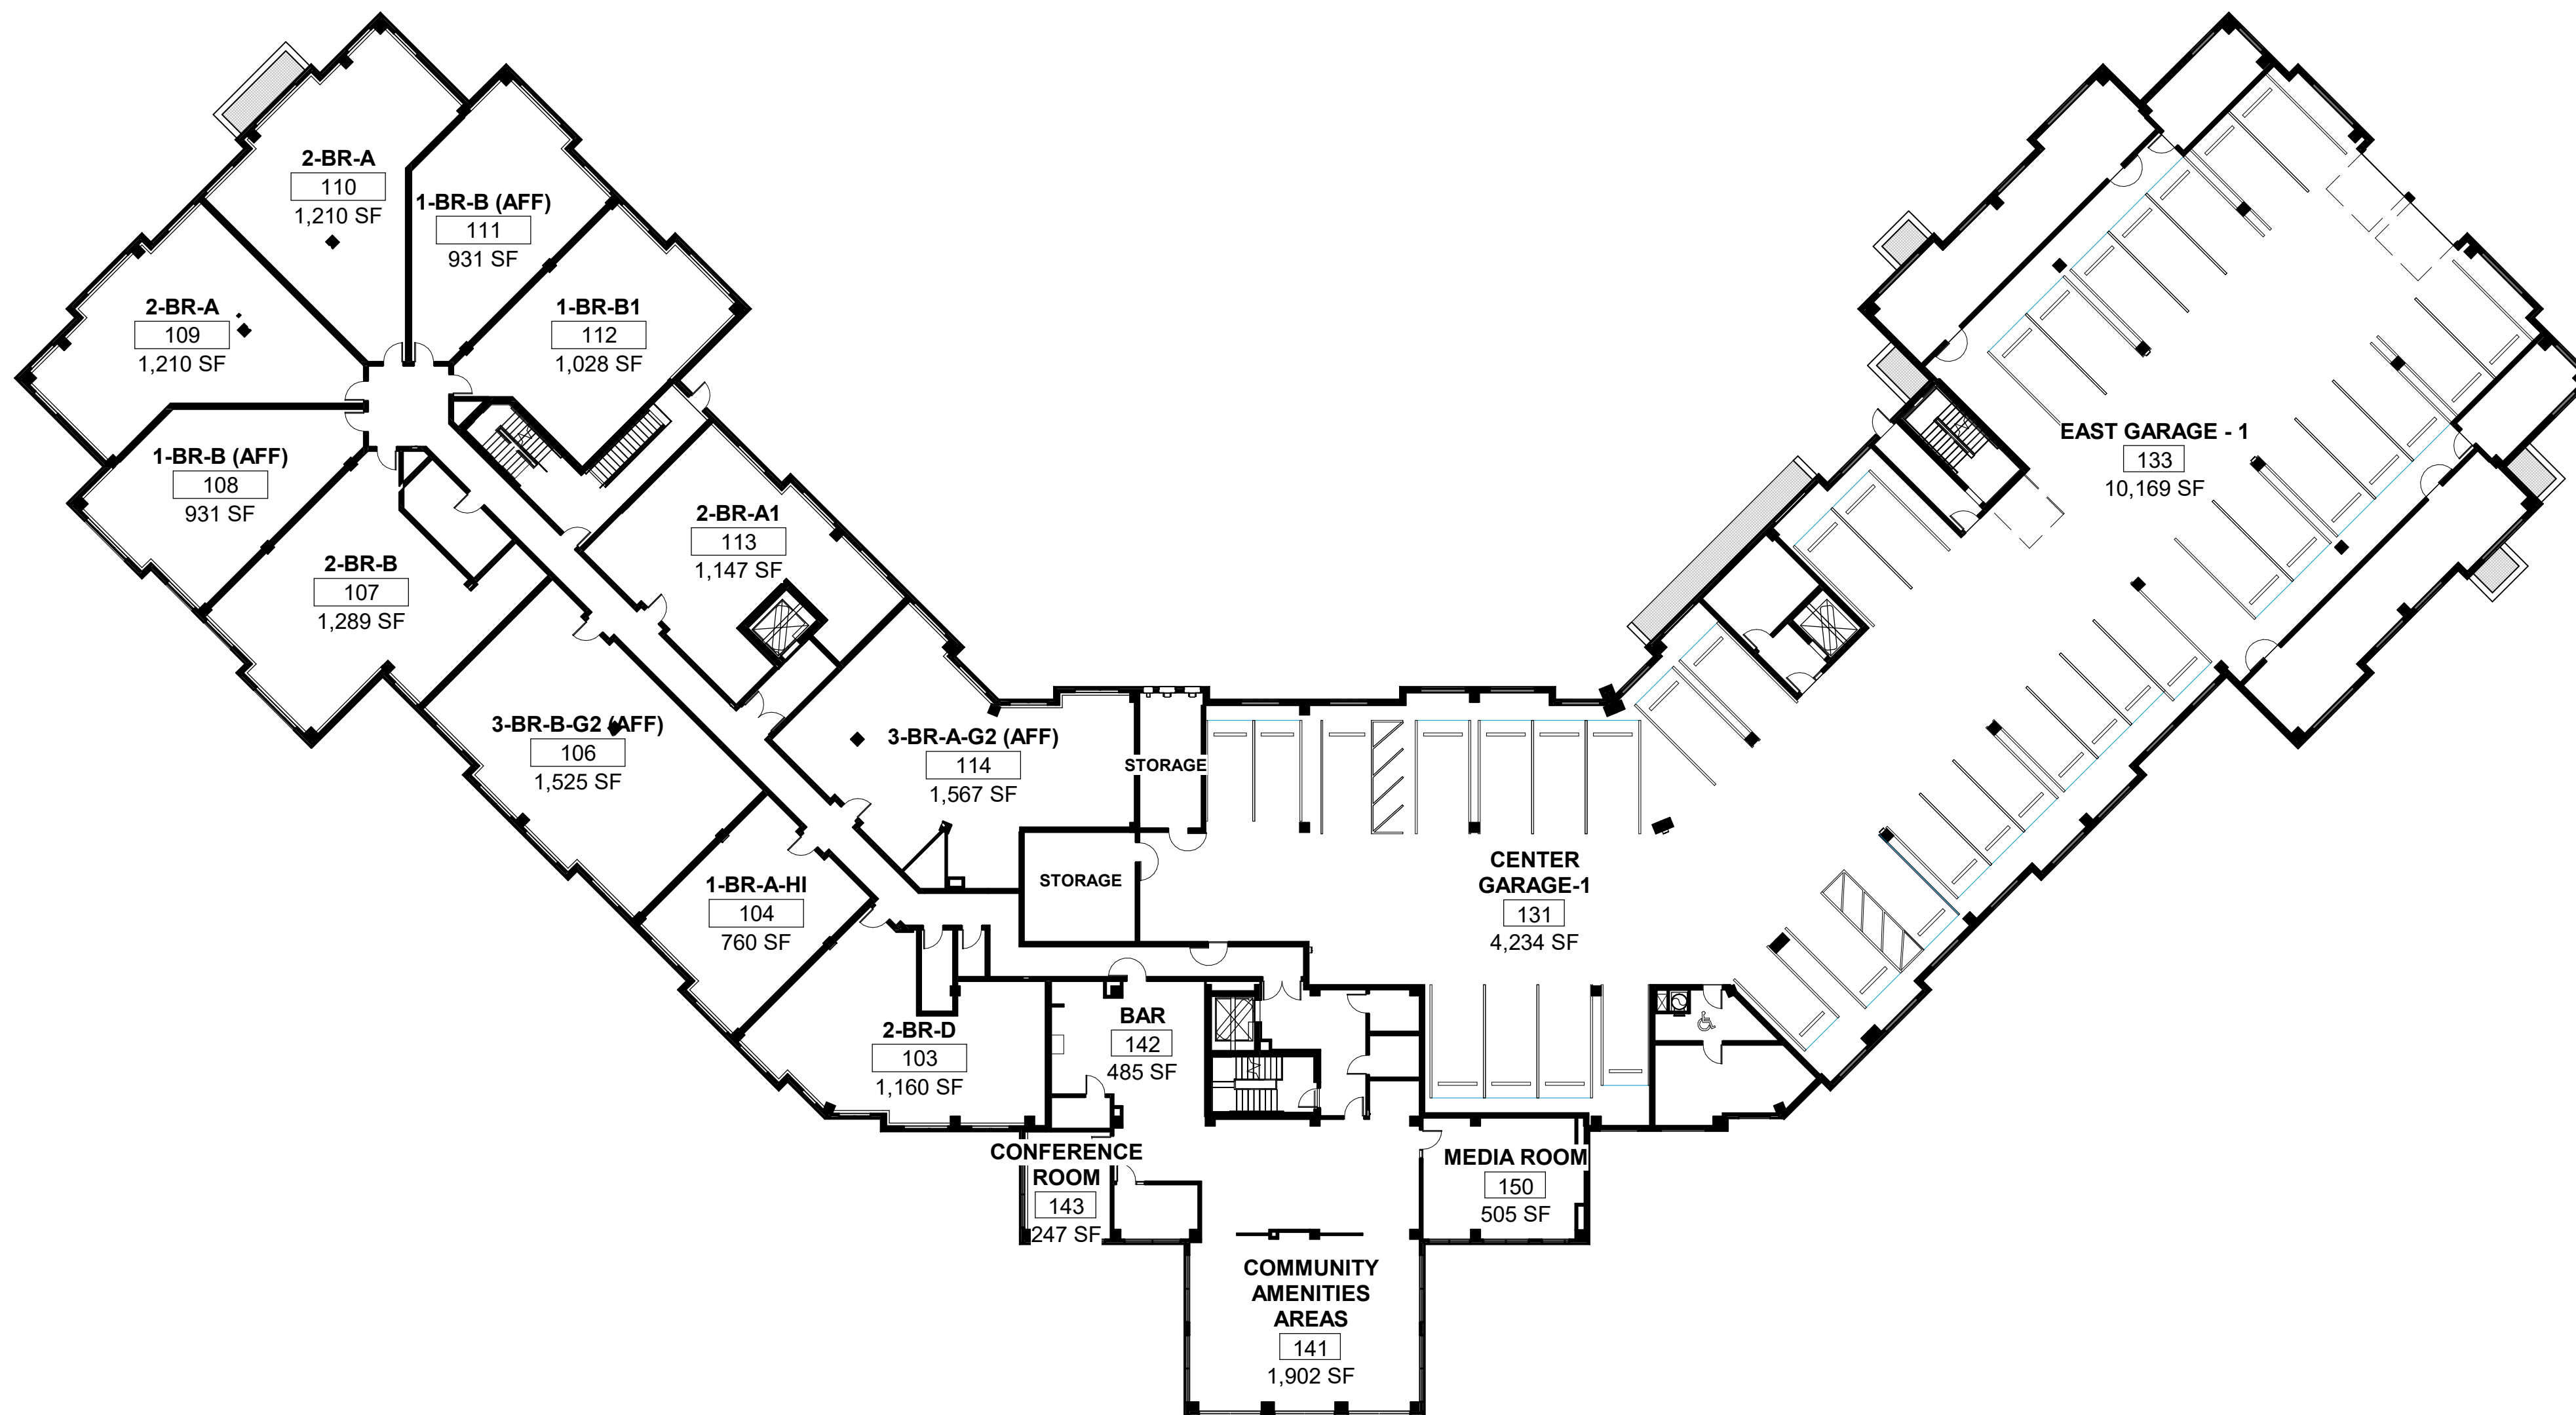 2-BR-A
110
1,210 SF
1-BR-B (AFF)
111
931 SF
2-BR-A
109
1,210 SF
1-BR-B1
112
1,028 SF
1-BR-B (AFF)
108
931 SF
2-BR-B
107
1,289 SF
2-BR-A1
113
1,147 SF
3-BR-B-G2 (AFF)
106
1,525 SF
3-BR-A-G2 (AFF)
114
1,567 SF
STORAGE
STORAGE
1-BR-A-HI
104
760 SF
2-BR-D
103
1,160 SF
BAR
142
485 SF
CONFERENCE
ROOM
143
247 SF
COMMUNITY
AMENITIES
AREAS
141
1,902 SF
MEDIA ROOM
150
505 SF
CENTER
GARAGE-1
131
4,234 SF
EAST GARAGE - 1
133
10,169 SF